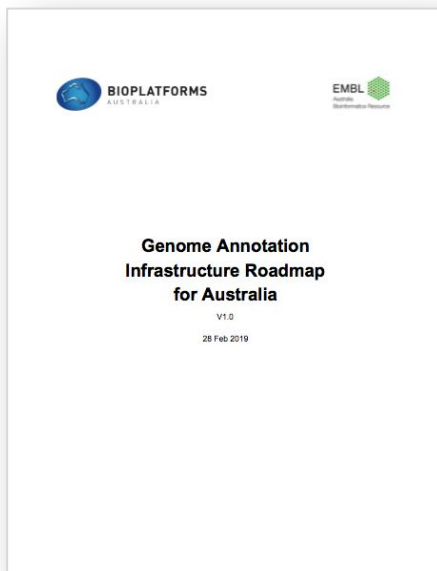 BIOPLATFORMS
AUSTRALIA
EMBL
Australia
Bioinformatics Resource
Genome Annotation
Infrastructure Roadmap
for Australia
V1.0
28 Feb 2019